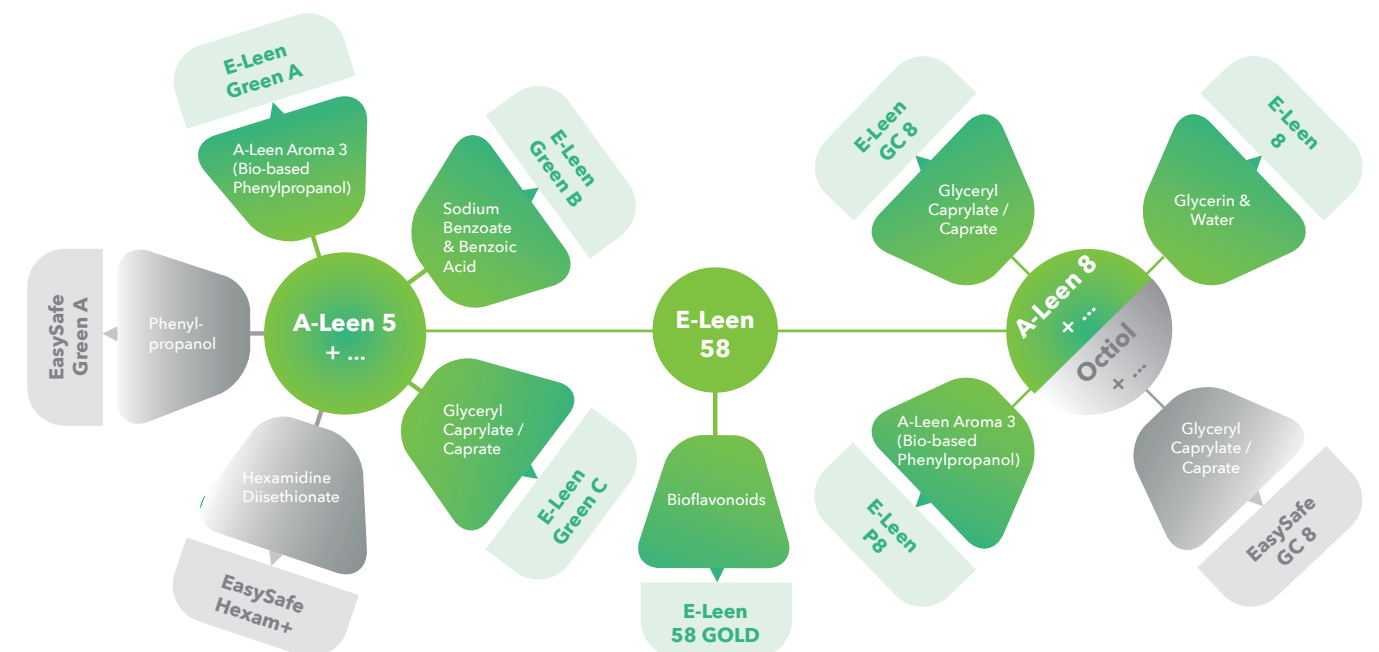 E-Leen
Green A
A-Leen Aroma 3
(Bio-based
Phenylpropanol)
E-Leen
Green B
Sodium
Benzoate
& Benzoic
Acid
EasySafe
Green A
Phenyl-
propanol
A-Leen 5
+ ...
Hexamidine
Diisethionate
EasySafe
Hexam+
Glyceryl
Caprylate /
Caprate
E-Leen
Green C
E-Leen
58
Bioflavonoids
E-Leen
58 GOLD
E-Leen
GC 8
Glyceryl
Caprylate /
Caprate
E-Leen
8
Glycerin &
Water
A-Leen 8
+ ...
Octiol
+ ...
A-Leen Aroma 3
(Bio-based
Phenylpropanol)
E-Leen
P8
Glyceryl
Caprylate /
Caprate
EasySafe
GC 8